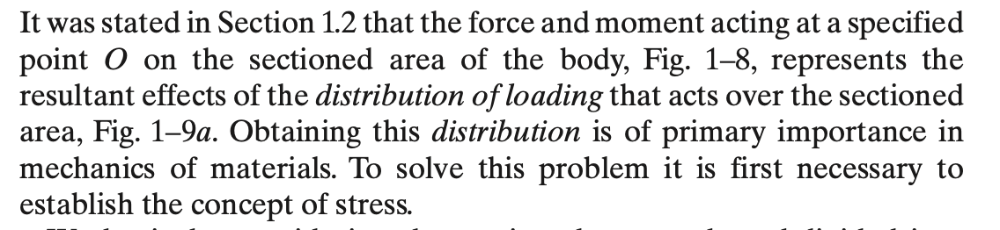 It was stated in Section 1.2 that the force and moment acting at a specified
point O on the sectioned area of the body, Fig. 1–8, represents the
resultant effects of the distribution of loading that acts over the sectioned
area, Fig. 1–9a. Obtaining this distribution is of primary importance in
mechanics of materials. To solve this problem it is first necessary to
establish the concept of stress.